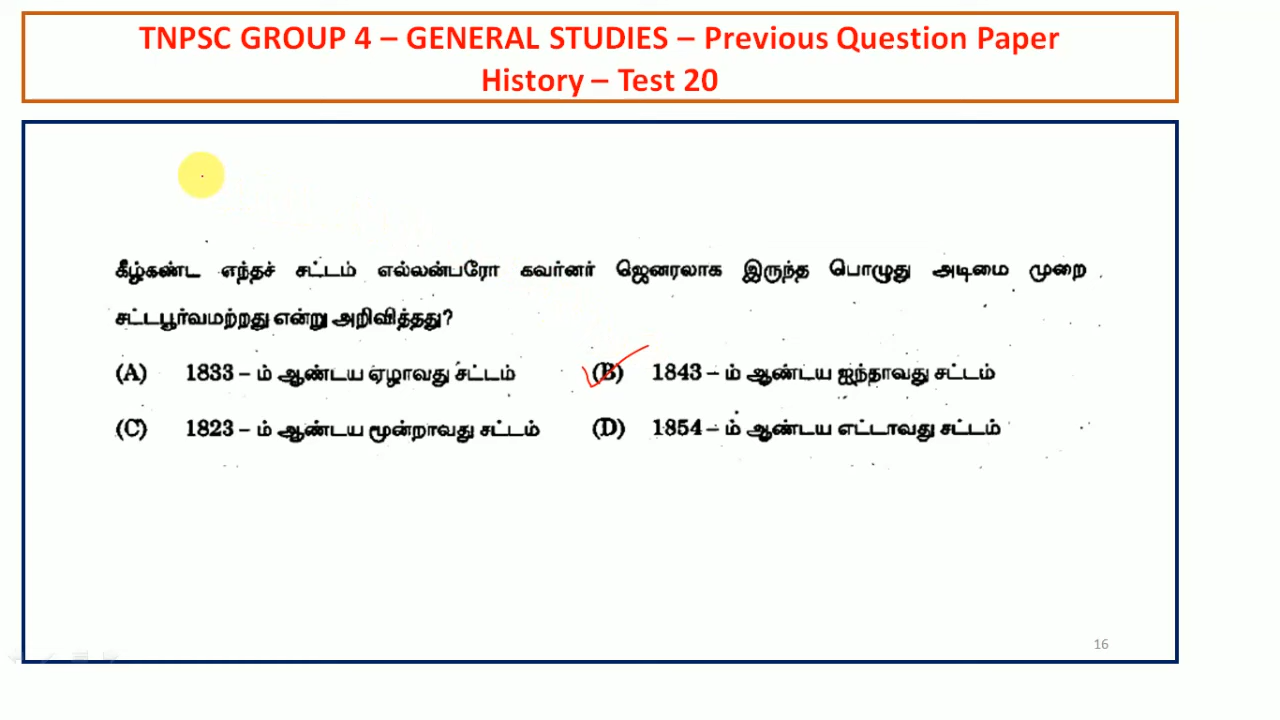 TNPSC GROUP 4 – GENERAL STUDIES – Previous Question Paper
History – Test 20
கீழ்கண்ட எந்தச் சட்டம் எல்லன்பரோ கவர்னர் ஜெனரலாக இருந்த பொழுது அடிமை முறை
சட்டபூர்வமற்றது என்று அறிவித்தது?
(A) 1833 – ம் ஆண்டய ஏழாவது சட்டம் (B) 1843 – ம் ஆண்டய ஐந்தாவது சட்டம்
(C) 1823 – ம் ஆண்டய மூன்றாவது சட்டம் (D) 1854 – ம் ஆண்டய எட்டாவது சட்டம்
16